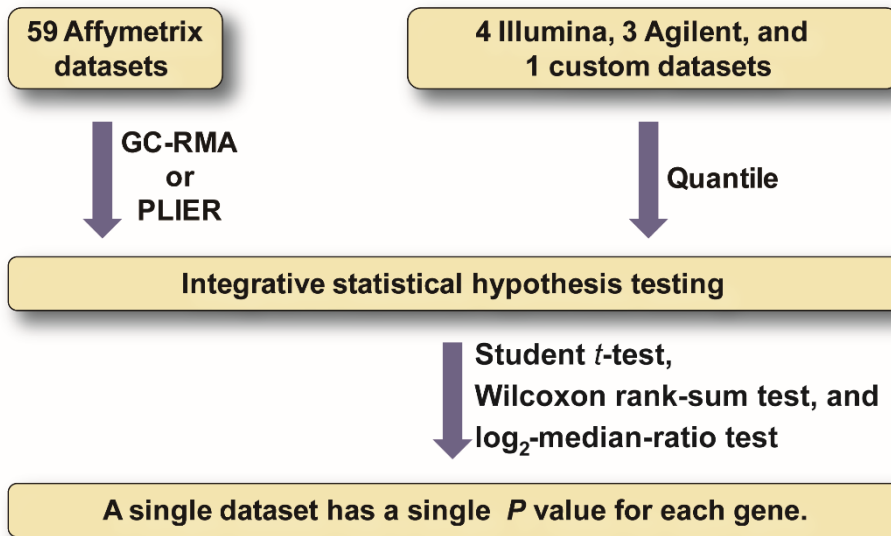 59 Affymetrix
datasets
4 Illumina, 3 Agilent, and
1 custom datasets
GC-RMA
or
PLIER
Quantile
Integrative statistical hypothesis testing
Student t-test,
Wilcoxon rank-sum test, and
log₂-median-ratio test
A single dataset has a single P value for each gene.